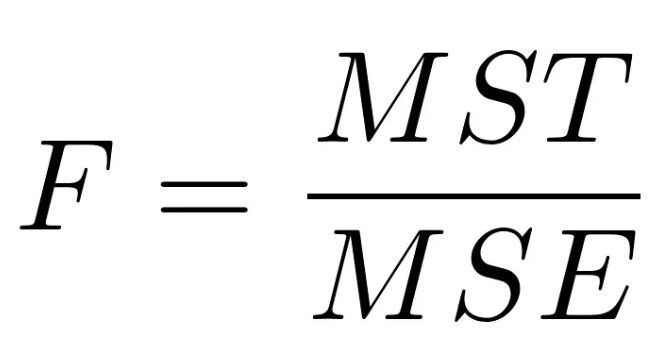 F = MST / MSE